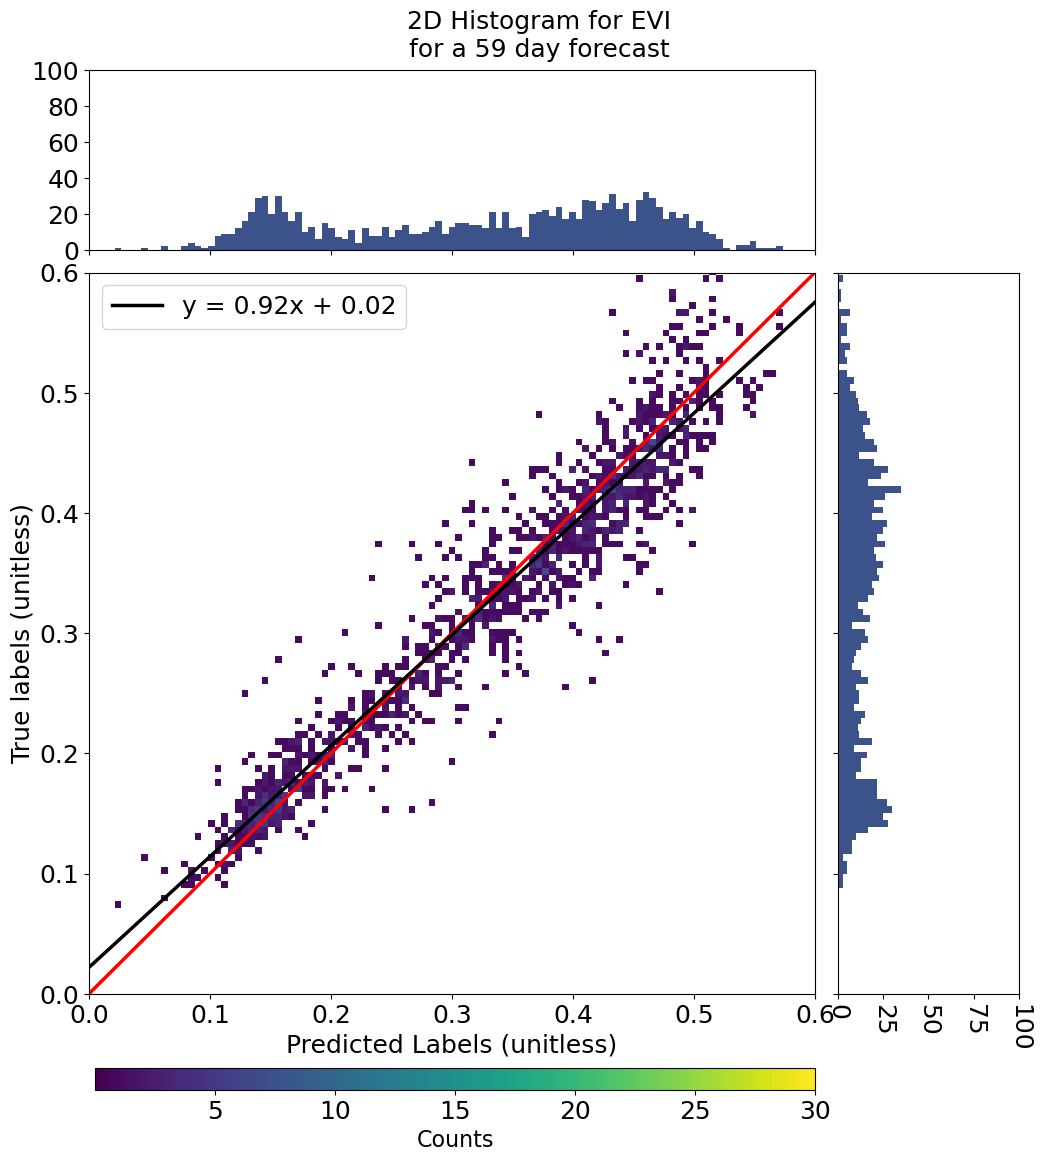 2D Histogram for EVI
for a 59 day forecast
100
80
60
40
20
0
0.6
0.5
0.4
0.3
0.2
0.1
0.0
y = 0.92x + 0.02
True labels (unitless)
0.0 0.1 0.2 0.3 0.4 0.5 0.6
Predicted Labels (unitless)
0 25 50 75 100
5 10 15 20 25 30
Counts